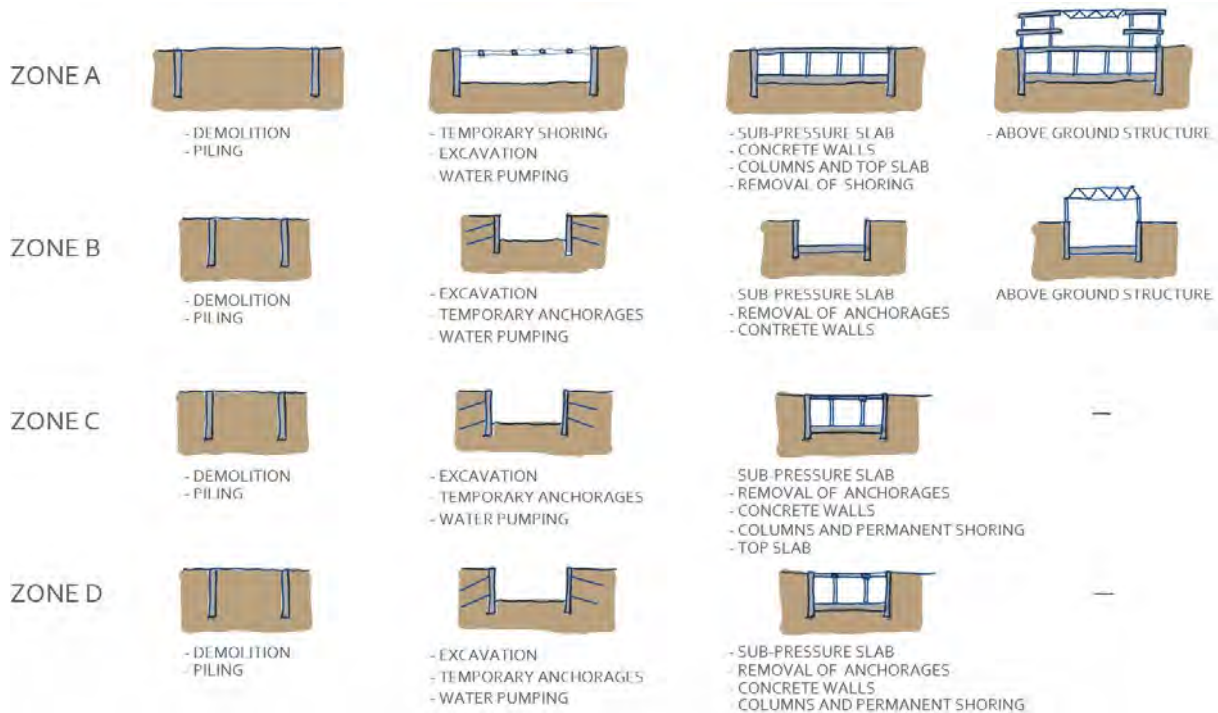 ZONE A
- DEMOLITION
- PILING
- TEMPORARY SHORING
- EXCAVATION
- WATER PUMPING
- SUB-PRESSURE SLAB
- CONCRETE WALLS
- COLUMNS AND TOP SLAB
- REMOVAL OF SHORING
- ABOVE GROUND STRUCTURE
ZONE B
- DEMOLITION
- PILING
- EXCAVATION
- TEMPORARY ANCHORAGES
- WATER PUMPING
- SUB-PRESSURE SLAB
- REMOVAL OF ANCHORAGES
- CONTRETE WALLS
ABOVE GROUND STRUCTURE
ZONE C
- DEMOLITION
- PILING
- EXCAVATION
- TEMPORARY ANCHORAGES
- WATER PUMPING
SUB-PRESSURE SLAB
- REMOVAL OF ANCHORAGES
- CONCRETE WALLS
- COLUMNS AND PERMANENT SHORING
- TOP SLAB
—
ZONE D
- DEMOLITION
- PILING
- EXCAVATION
- TEMPORARY ANCHORAGES
- WATER PUMPING
- SUB-PRESSURE SLAB
- REMOVAL OF ANCHORAGES
- CONCRETE WALLS
COLUMNS AND PERMANENT SHORING
—